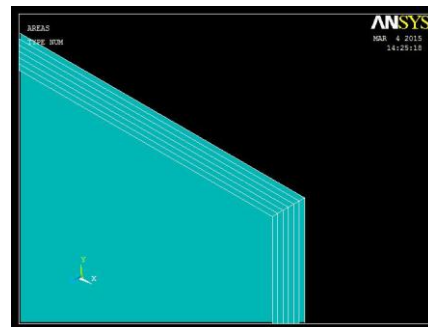 AREAS
TYPE NUM
ANSYS
MAR 4 2015
14:25:18
Y
X